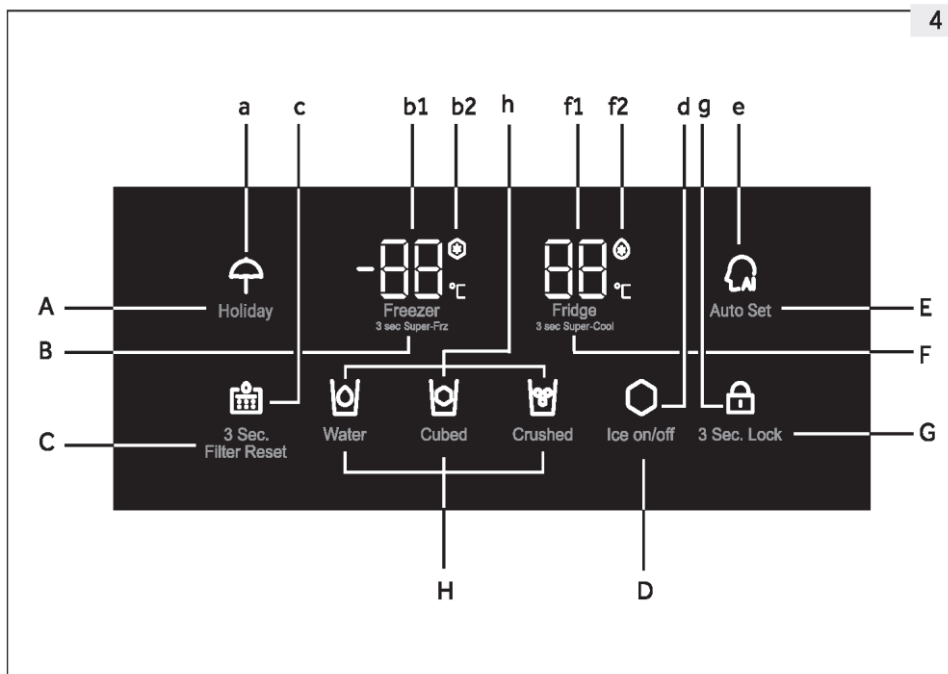 4
a c b1 b2 h f1 f2 d g e
-88 °C 88 °C
A Holiday Freezer Fridge Auto Set E
3 sec Super-Frz 3 sec Super-Cool
B F
C 3 Sec. Water Cubed Crushed Ice on/off 3 Sec. Lock G
Filter Reset
H D